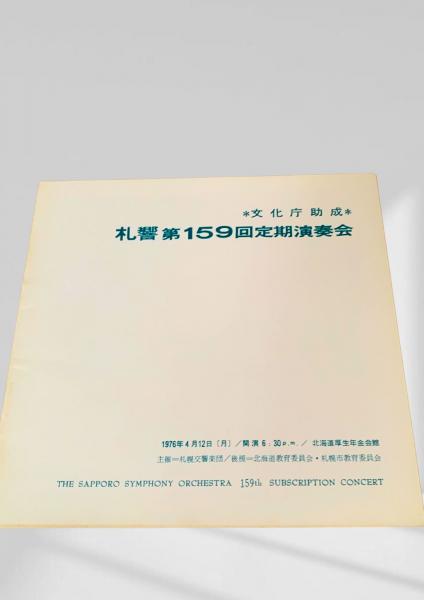 *文化庁助成*
札響第159回定期演奏会
1976年4月12日〔月〕／開演6：30p.m.／北海道厚生年金会館
主催＝札幌交響楽団／後援＝北海道教育委員会・札幌市教育委員会
THE SAPPORO SYMPHONY ORCHESTRA 159th SUBSCRIPTION CONCERT